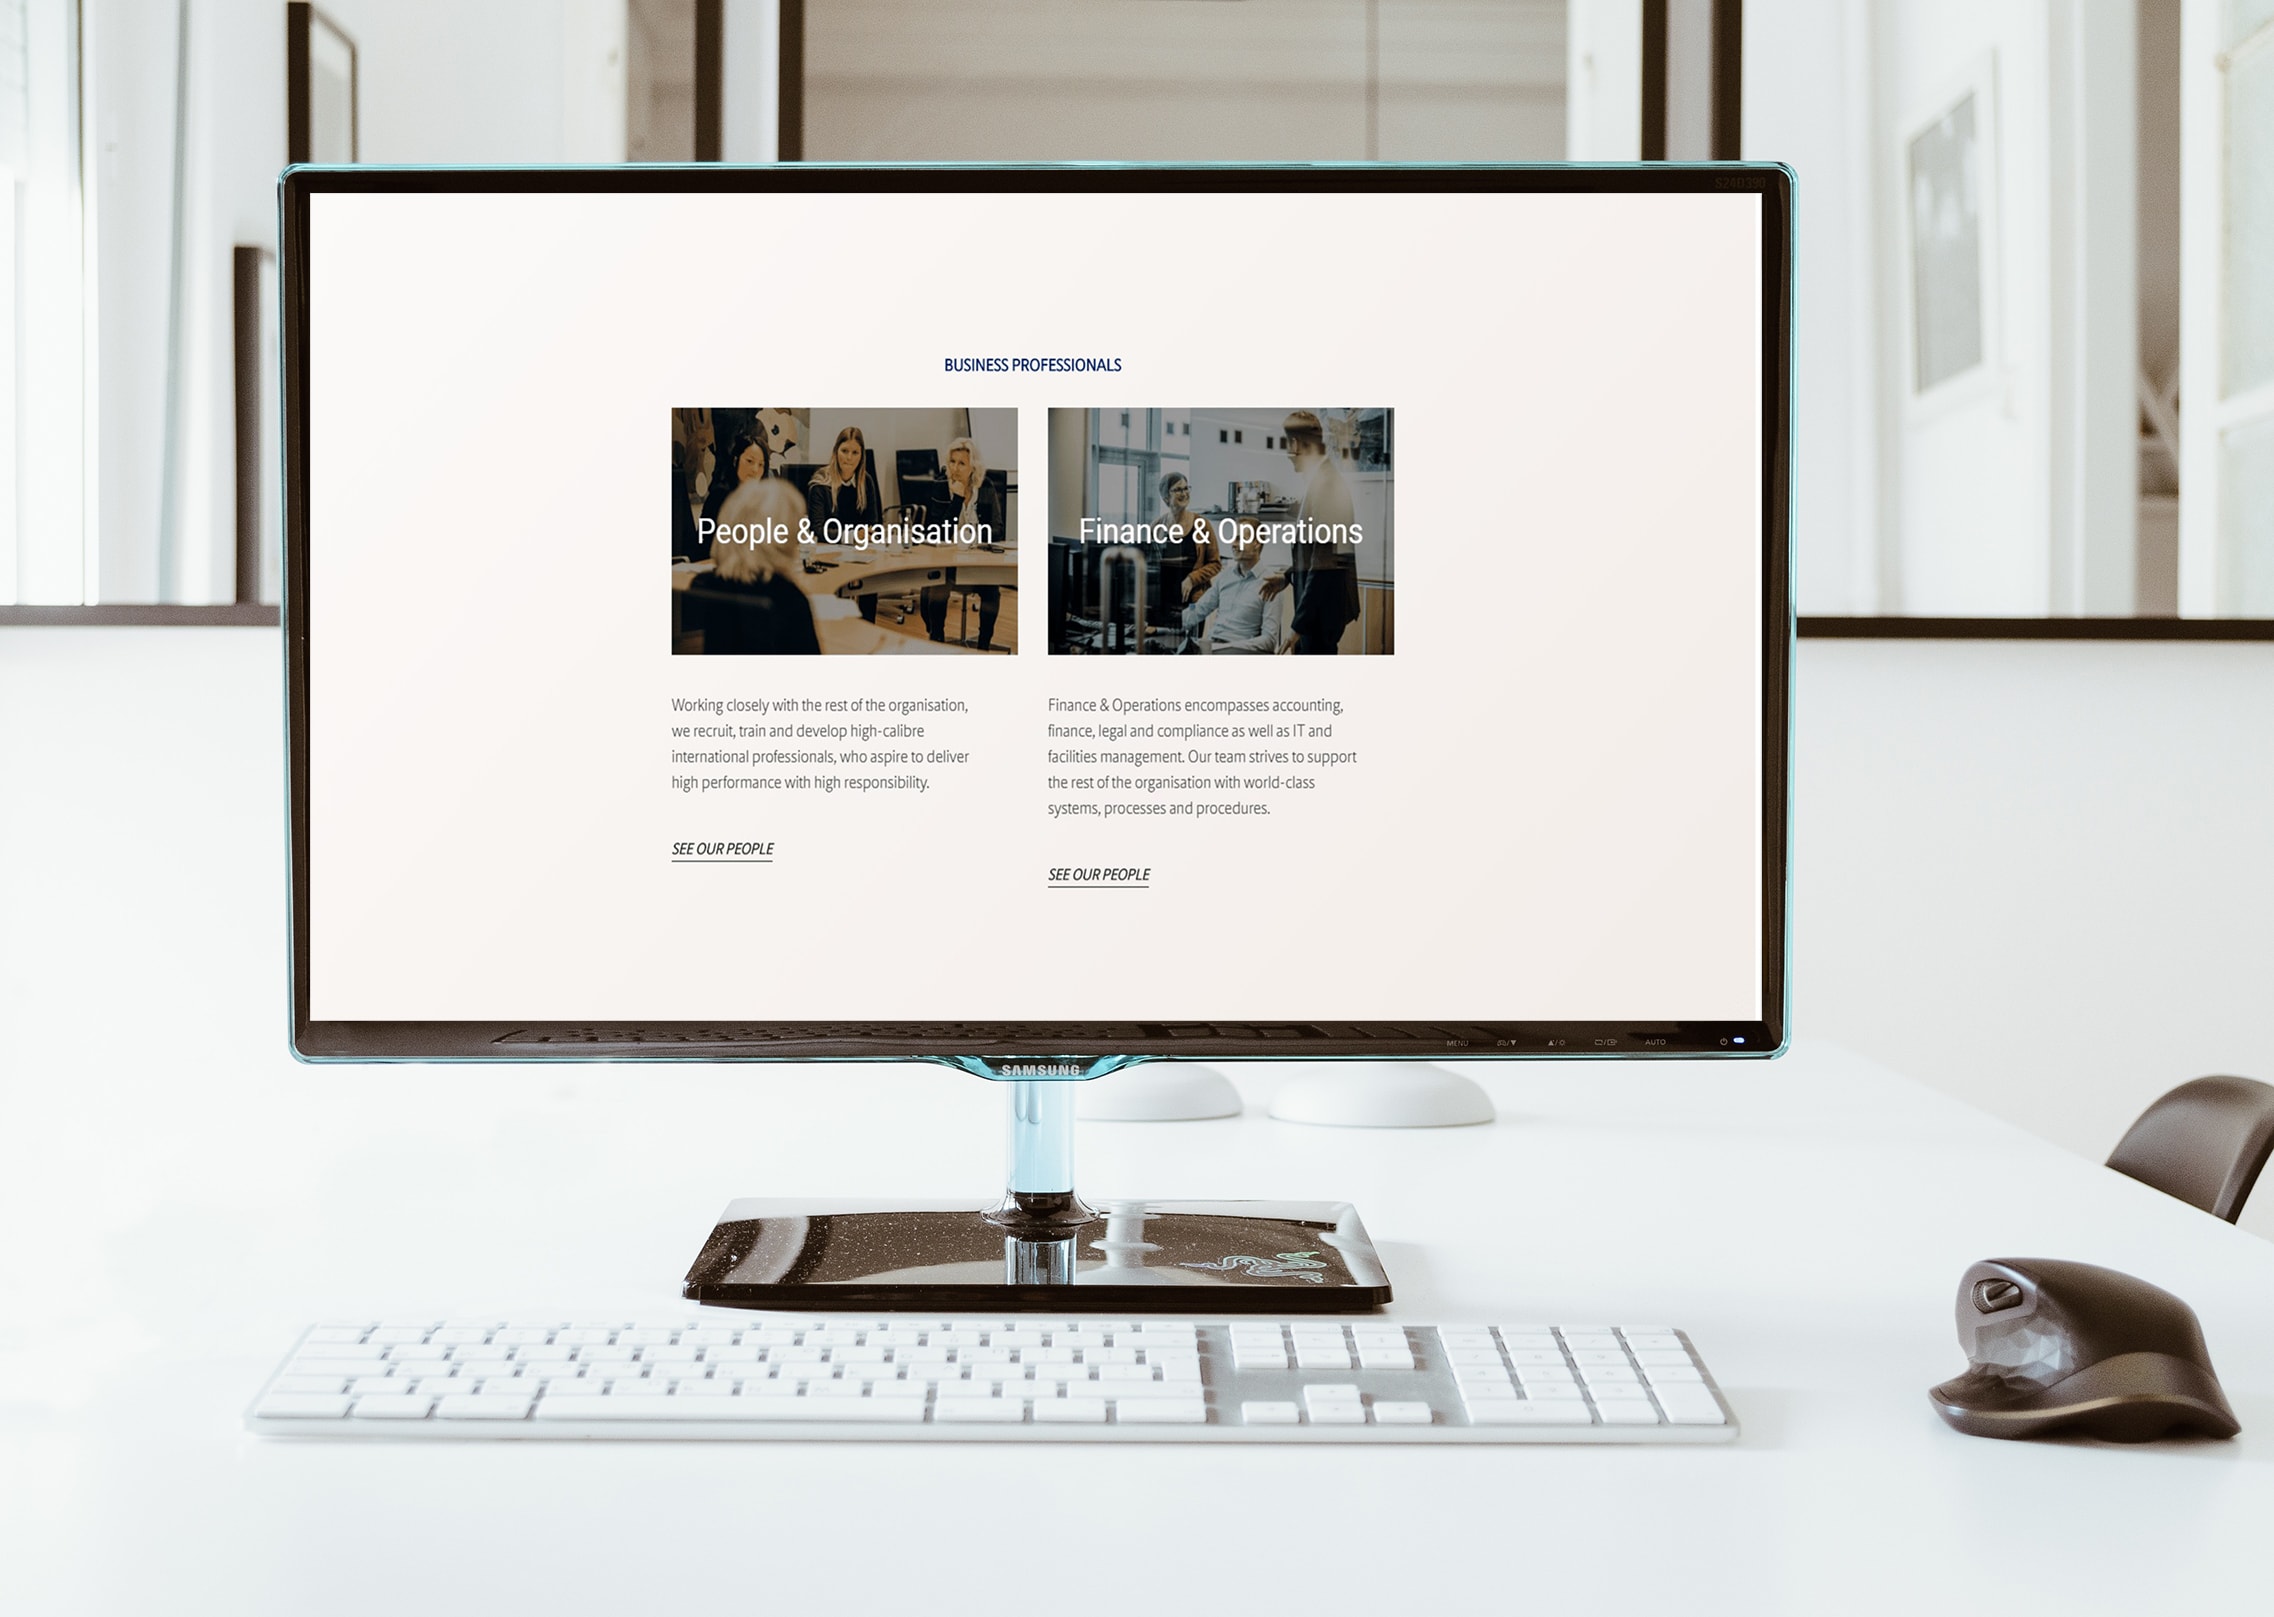 S24D390
BUSINESS PROFESSIONALS
People & Organisation
Finance & Operations
Working closely with the rest of the organisation,
we recruit, train and develop high-calibre
international professionals, who aspire to deliver
high performance with high responsibility.
SEE OUR PEOPLE
Finance & Operations encompasses accounting,
finance, legal and compliance as well as IT and
facilities management. Our team strives to support
the rest of the organisation with world-class
systems, processes and procedures.
SEE OUR PEOPLE
MENU
AUTO
SAMSUNG